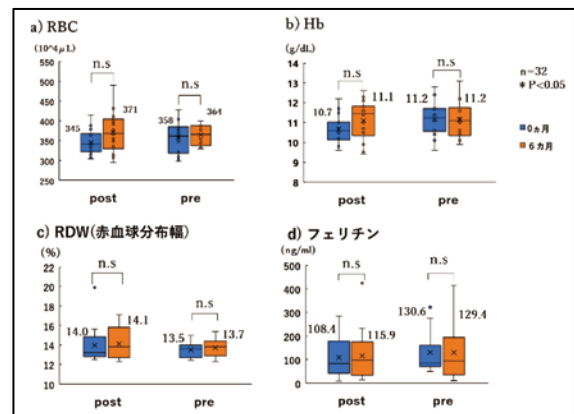 a) RBC
(10^4μL)
n.s
n.s
550
500
450
400
350
300
250
345
371
358
364
post
pre
b) Hb
(g/dL)
n.s
n.s
14
13
12
11
10
9
8
10.7
11.1
11.2
11.2
post
pre
n=32
* P<0.05
0ヵ月
6ヵ月
c) RDW(赤血球分布幅)
(%)
n.s
n.s
22
20
18
16
14
12
10
14.0
14.1
13.5
13.7
post
pre
d) フェリチン
(ng/ml)
n.s
n.s
500
400
300
200
100
0
108.4
115.9
130.6
129.4
post
pre